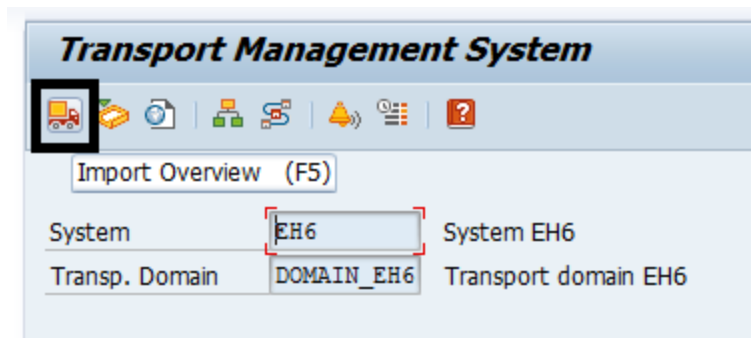 Transport Management System
Import Overview (F5)
System EH6 System EH6
Transp. Domain DOMAIN_EH6 Transport domain EH6